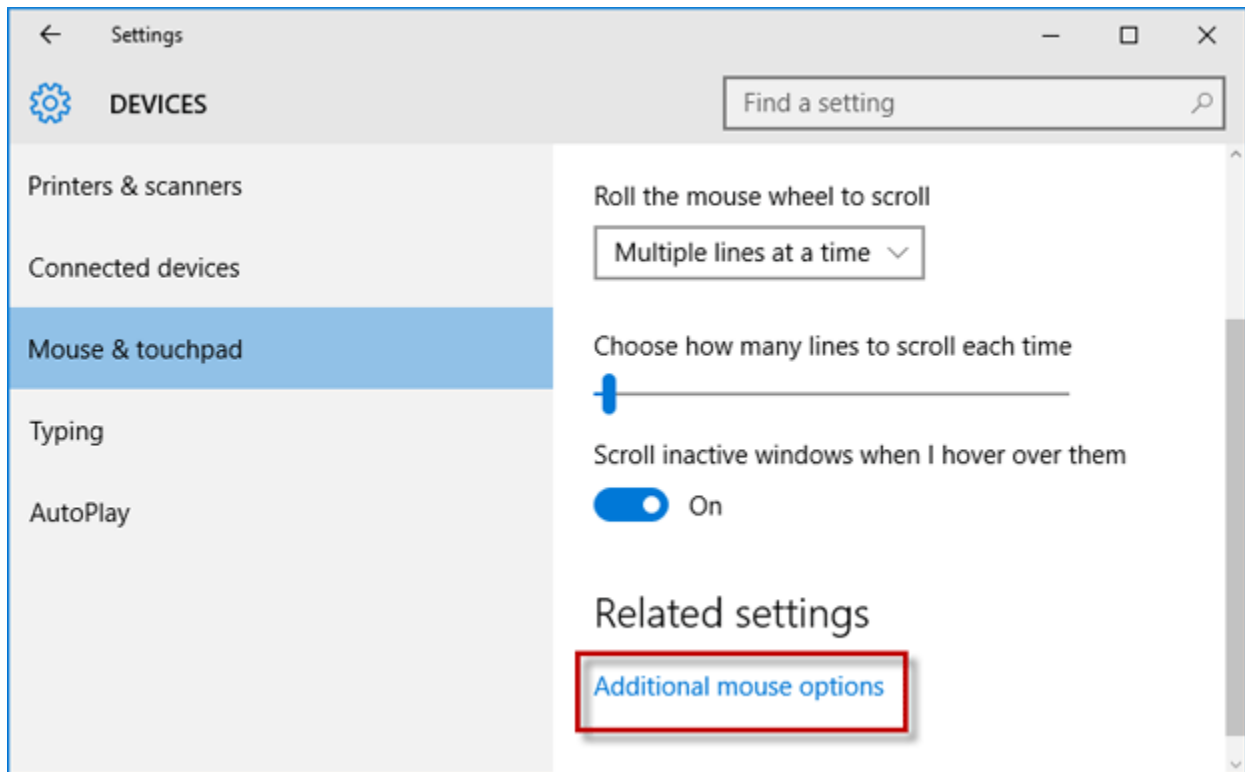 Settings
DEVICES
Find a setting
Printers & scanners
Connected devices
Mouse & touchpad
Typing
AutoPlay
Roll the mouse wheel to scroll
Multiple lines at a time
Choose how many lines to scroll each time
Scroll inactive windows when I hover over them
On
Related settings
Additional mouse options